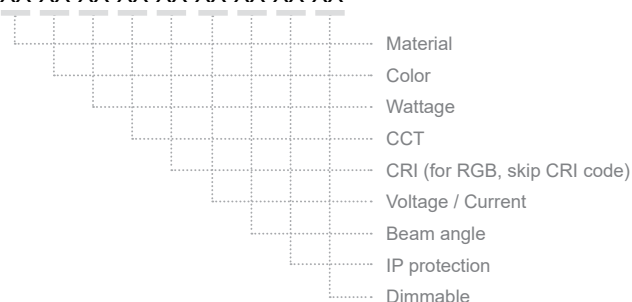 Material
Color
Wattage
CCT
CRI (for RGB, skip CRI code)
Voltage / Current
Beam angle
IP protection
Dimmable